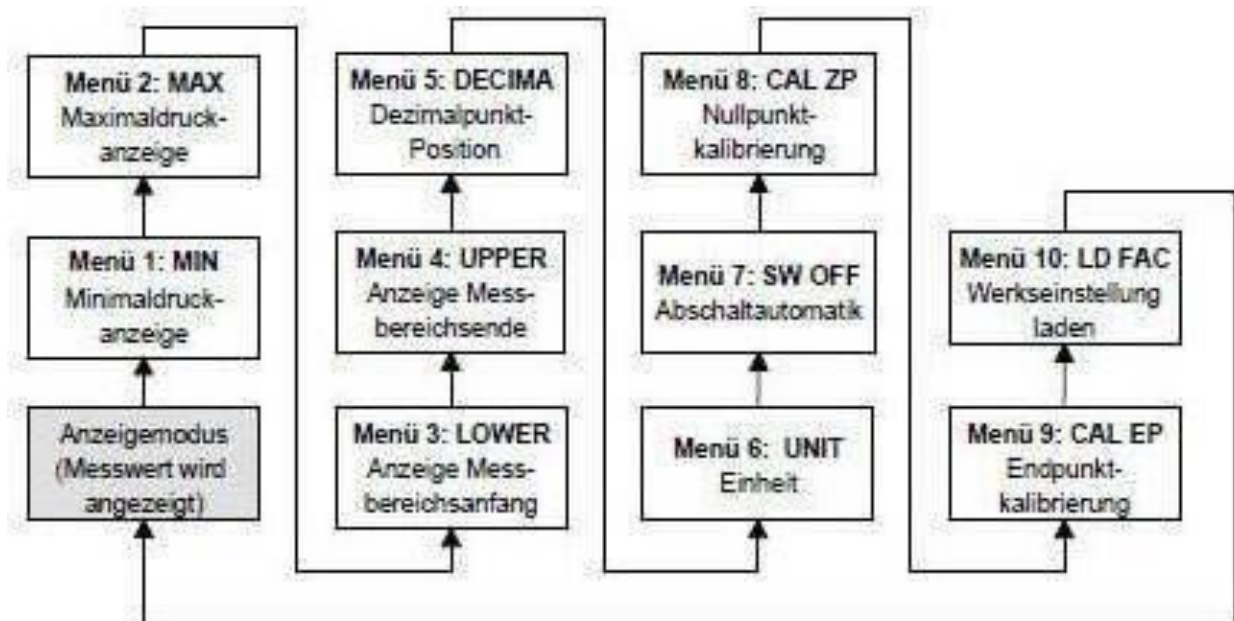 Menü 2: MAX
Maximaldruck-
anzeige
Menü 1: MIN
Minimaldruck-
anzeige
Anzeigemodus
(Messwert wird
angezeigt)
Menü 5: DECIMA
Dezimalpunkt-
Position
Menü 4: UPPER
Anzeige Mess-
bereichsende
Menü 3: LOWER
Anzeige Mess-
bereichsanfang
Menü 8: CAL ZP
Nullpunkt-
kalibrierung
Menü 7: SW OFF
Abschaltautomatik
Menü 6: UNIT
Einheit
Menü 10: LD FAC
Werkseinstellung
laden
Menü 9: CAL EP
Endpunkt-
kalibrierung